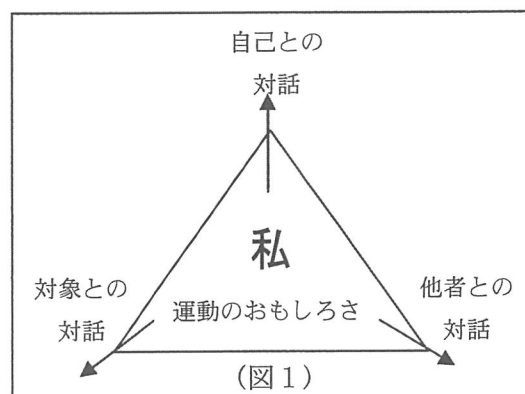 自己との
対話
私
対象との
対話
運動のおもしろさ
他者との
対話
(図1)